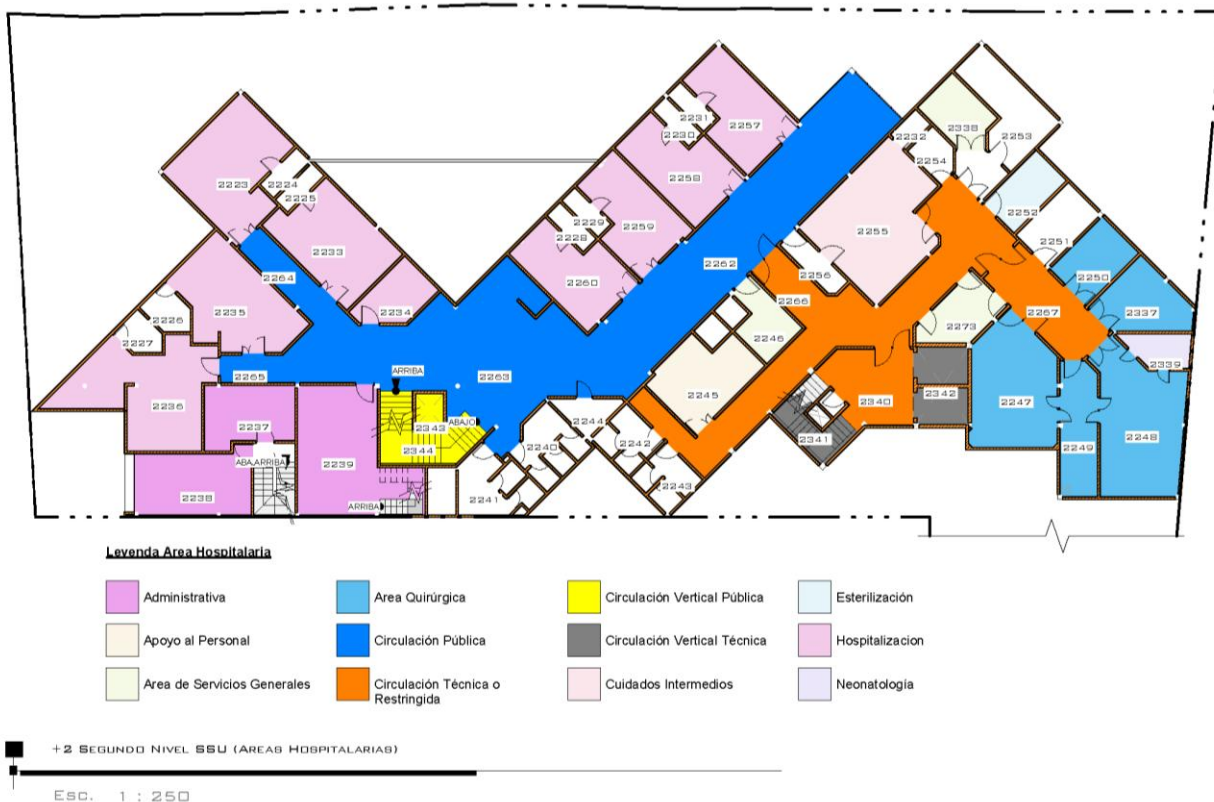 2231
2230
2257
2232
2338
2253
2254
2223
2224
2225
2258
2229
2228
2259
2252
2251
2255
2233
2264
2262
2256
2250
2260
2266
2234
2235
2226
2227
2246
2273
2267
2337
2339
2265
ARRIBA
2263
2245
2342
2236
2340
2247
2248
2237
2343
ABAJO
2244
2344
2240
2242
2341
2249
ABAJ.ARRIBA
2239
2243
2238
2241
ARRIBA
Leyenda Area Hospitalaria
Administrativa
Area Quirúrgica
Circulación Vertical Pública
Esterilización
Apoyo al Personal
Circulación Pública
Circulación Vertical Técnica
Hospitalizacion
Area de Servicios Generales
Circulación Técnica o
Restringida
Cuidados Intermedios
Neonatología
+2 SEGUNDO NIVEL SSU (AREAS HOSPITALARIAS)
ESC. 1 : 250